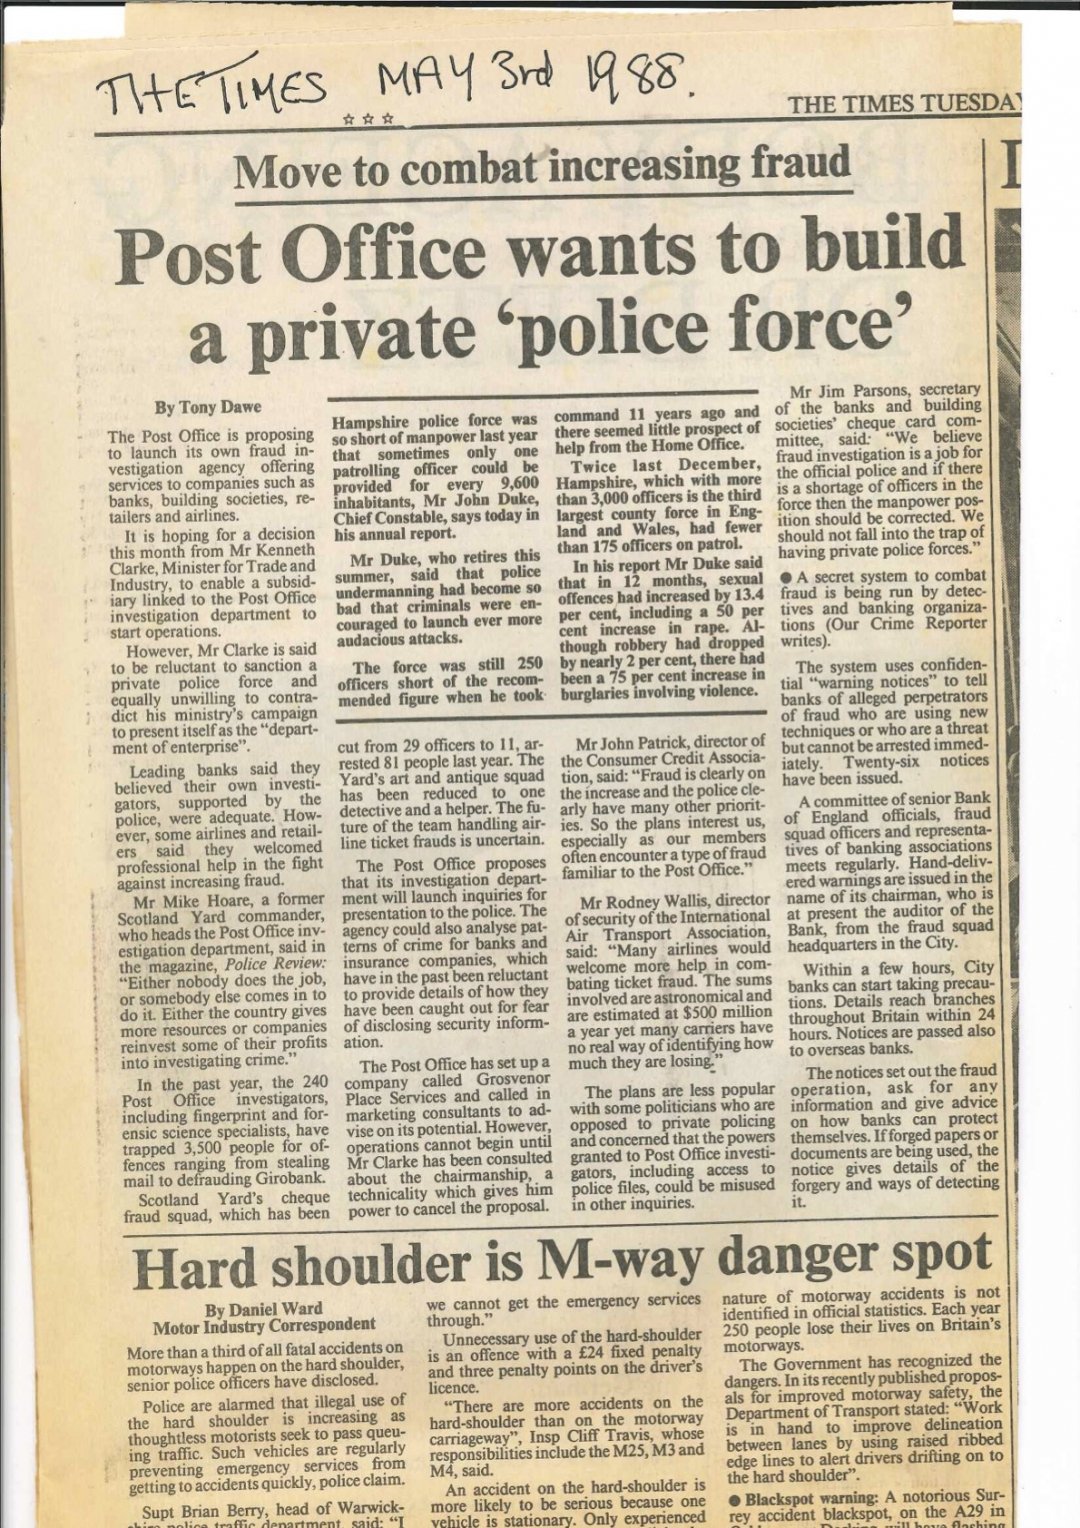 THE TIMES MAY 3rd 1988.
☆ ☆ ☆
THE TIMES TUESDAY
Move to combat increasing fraud
Post Office wants to build
a private ‘police force’
By Tony Dawe
The Post Office is proposing
to launch its own fraud in-
vestigation agency offering
services to companies such as
banks, building societies, re-
tailers and airlines.
It is hoping for a decision
this month from Mr Kenneth
Clarke, Minister for Trade and
Industry, to enable a subsid-
iary linked to the Post Office
investigation department to
start operations.
However, Mr Clarke is said
to be reluctant to sanction a
private police force and
equally unwilling to contra-
dict his ministry's campaign
to present itself as the “depart-
ment of enterprise”.
Leading banks said they
believed their own investi-
gators, supported by the
police, were adequate. How-
ever, some airlines and retail-
ers said they welcomed
professional help in the fight
against increasing fraud.
Mr Mike Hoare, a former
Scotland Yard commander,
who heads the Post Office inv-
estigation department, said in
the magazine, Police Review:
“Either nobody does the job,
or somebody else comes in to
do it. Either the country gives
more resources or companies
reinvest some of their profits
into investigating crime.”
In the past year, the 240
Post Office investigators,
including fingerprint and for-
ensic science specialists, have
trapped 3,500 people for of-
fences ranging from stealing
mail to defrauding Girobank.
Scotland Yard's cheque
fraud squad, which has been
Hampshire police force was
so short of manpower last year
that sometimes only one
patrolling officer could be
provided for every 9,600
inhabitants, Mr John Duke,
Chief Constable, says today in
his annual report.
Mr Duke, who retires this
summer, said that police
undermanning had become so
bad that criminals were en-
couraged to launch ever more
audacious attacks.
The force was still 250
officers short of the recom-
mended figure when he took
command 11 years ago and
there seemed little prospect of
help from the Home Office.
Twice last December,
Hampshire, which with more
than 3,000 officers is the third
largest county force in Eng-
land and Wales, had fewer
than 175 officers on patrol.
In his report Mr Duke said
that in 12 months, sexual
offences had increased by 13.4
per cent, including a 50 per
cent increase in rape. Al-
though robbery had dropped
by nearly 2 per cent, there had
been a 75 per cent increase in
burglaries involving violence.
cut from 29 officers to 11, ar-
rested 81 people last year. The
Yard's art and antique squad
has been reduced to one
detective and a helper. The fu-
ture of the team handling air-
line ticket frauds is uncertain.
The Post Office proposes
that its investigation depart-
ment will launch inquiries for
presentation to the police. The
agency could also analyse pat-
terns of crime for banks and
insurance companies, which
have in the past been reluctant
to provide details of how they
have been caught out for fear
of disclosing security inform-
ation.
The Post Office has set up a
company called Grosvenor
Place Services and called in
marketing consultants to ad-
vise on its potential. However,
operations cannot begin until
Mr Clarke has been consulted
about the chairmanship, a
technicality which gives him
power to cancel the proposal.
Mr John Patrick, director of
the Consumer Credit Associa-
tion, said: “Fraud is clearly on
the increase and the police cle-
arly have many other priorit-
ies. So the plans interest us,
especially as our members
often encounter a type of fraud
familiar to the Post Office.”
Mr Rodney Wallis, director
of security of the International
Air Transport Association,
said: “Many airlines would
welcome more help in com-
bating ticket fraud. The sums
involved are astronomical and
are estimated at $500 million
a year yet many carriers have
no real way of identifying how
much they are losing.”
The plans are less popular
with some politicians who are
opposed to private policing
and concerned that the powers
granted to Post Office investi-
gators, including access to
police files, could be misused
in other inquiries.
Mr Jim Parsons, secretary
of the banks and building
societies' cheque card com-
mittee, said: “We believe
fraud investigation is a job for
the official police and if there
is a shortage of officers in the
force then the manpower pos-
ition should be corrected. We
should not fall into the trap of
having private police forces.”
● A secret system to combat
fraud is being run by detec-
tives and banking organiza-
tions (Our Crime Reporter
writes).
The system uses confiden-
tial “warning notices” to tell
banks of alleged perpetrators
of fraud who are using new
techniques or who are a threat
but cannot be arrested immed-
iately. Twenty-six notices
have been issued.
A committee of senior Bank
of England officials, fraud
squad officers and representa-
tives of banking associations
meets regularly. Hand-deliv-
ered warnings are issued in the
name of its chairman, who is
at present the auditor of the
Bank, from the fraud squad
headquarters in the City.
Within a few hours, City
banks can start taking precau-
tions. Details reach branches
throughout Britain within 24
hours. Notices are passed also
to overseas banks.
The notices set out the fraud
operation, ask for any
information and give advice
on how banks can protect
themselves. If forged papers or
documents are being used, the
notice gives details of the
forgery and ways of detecting
it.
Hard shoulder is M-way danger spot
By Daniel Ward
Motor Industry Correspondent
More than a third of all fatal accidents on
motorways happen on the hard shoulder,
senior police officers have disclosed.
Police are alarmed that illegal use of
the hard shoulder is increasing as
thoughtless motorists seek to pass queu-
ing traffic. Such vehicles are regularly
preventing emergency services from
getting to accidents quickly, police claim.
Supt Brian Berry, head of Warwick-
shire police traffic department, said: “I
we cannot get the emergency services
through.”
Unnecessary use of the hard-shoulder
is an offence with a £24 fixed penalty
and three penalty points on the driver's
licence.
“There are more accidents on the
hard-shoulder than on the motorway
carriageway”, Insp Cliff Travis, whose
responsibilities include the M25, M3 and
M4, said.
An accident on the hard-shoulder is
more likely to be serious because one
vehicle is stationary. Only experienced
nature of motorway accidents is not
identified in official statistics. Each year
250 people lose their lives on Britain's
motorways.
The Government has recognized the
dangers. In its recently published propos-
als for improved motorway safety, the
Department of Transport stated: “Work
is in hand to improve delineation
between lanes by using raised ribbed
edge lines to alert drivers drifting on to
the hard shoulder”.
● Blackspot warning: A notorious Sur-
rey accident blackspot, on the A29 in